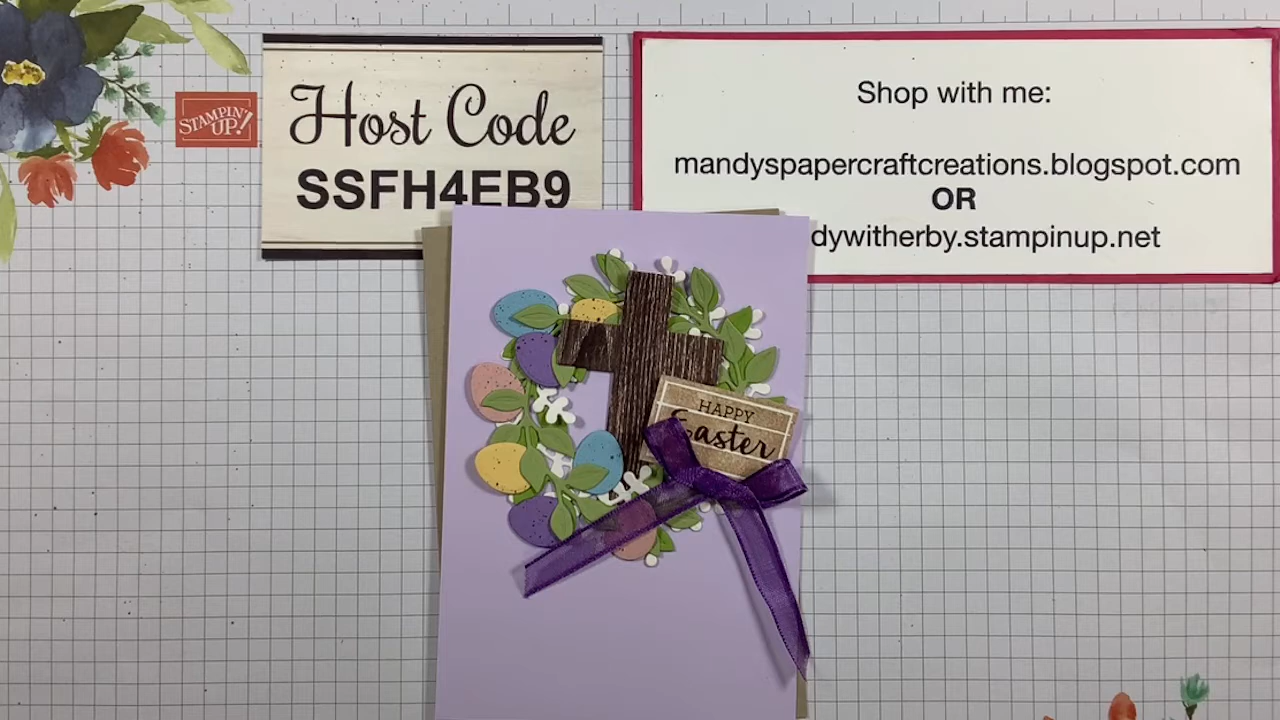 STAMPIN' UP!
Host Code
SSFH4EB9
Shop with me:
mandyspapercraftcreations.blogspot.com
OR
dywitherby.stampinup.net
HAPPY
Easter